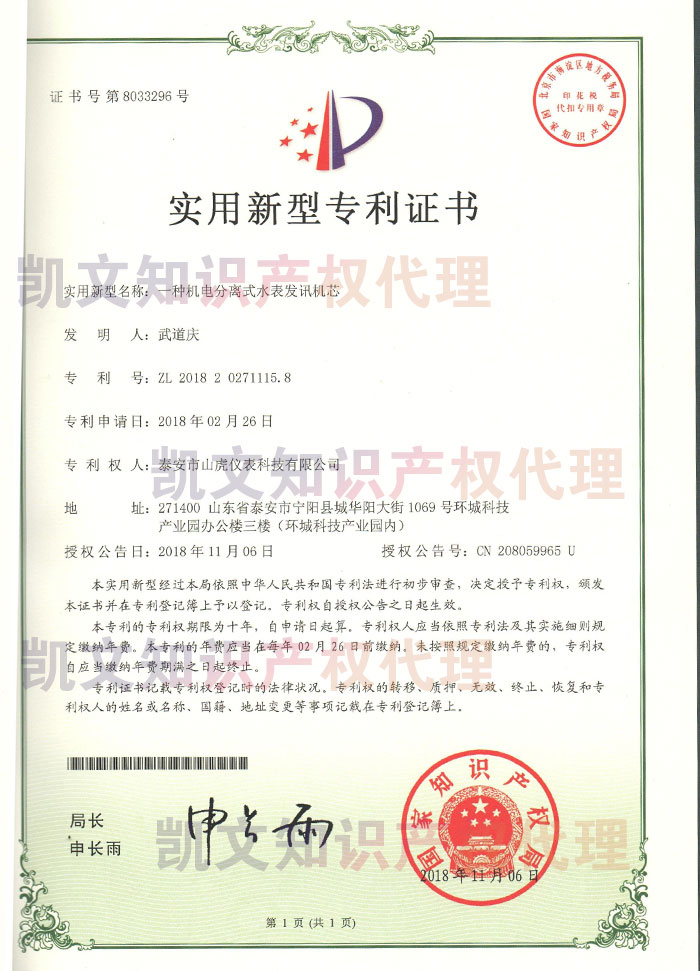 证书号第8033296号
北京市海淀区地方税务局
印花税
代扣专用章
国家知识产权局
实用新型专利证书
凯文知识产权代理
实用新型名称：一种机电分离式水表发讯机芯
发明人：武道庆
专利号：ZL 2018 2 0271115.8
专利申请日：2018年02月26日
专利权人：泰安市山虎仪表科技有限公司
凯文知识产权代理
地址：271400 山东省泰安市宁阳县城华阳大街1069号环城科技
产业园办公楼三楼（环城科技产业园内）
授权公告日：2018年11月06日 授权公告号：CN 208059965 U
本实用新型经过本局依照中华人民共和国专利法进行初步审查，决定授予专利权，颁发
本证书并在专利登记簿上予以登记。专利权自授权公告之日起生效。
本专利的专利权期限为十年，自申请日起算。专利权人应当依照专利法及其实施细则规
定缴纳年费。本专利的年费应当在每年02月26日前缴纳。未按照规定缴纳年费的，专利权
自应当缴纳年费期满之日起终止。
凯文知识产权代理
专利证书记载专利权登记时的法律状况。专利权的转移、质押、无效、终止、恢复和专
利权人的姓名或名称、国籍、地址变更等事项记载在专利登记簿上。
局长
申长雨
申长雨
凯文知识产权代理
国家知识产权局
2018年11月06日
第1页(共1页)